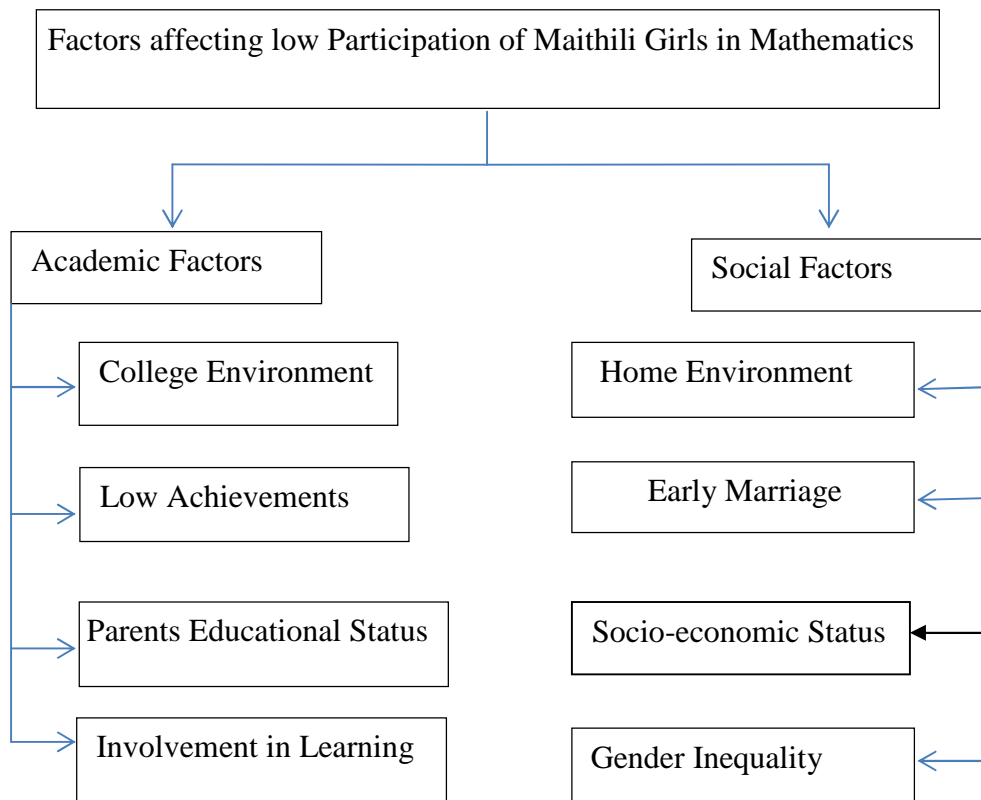 Factors affecting low Participation of Maithili Girls in Mathematics
Academic Factors
Social Factors
College Environment
Home Environment
Low Achievements
Early Marriage
Parents Educational Status
Socio-economic Status
Involvement in Learning
Gender Inequality